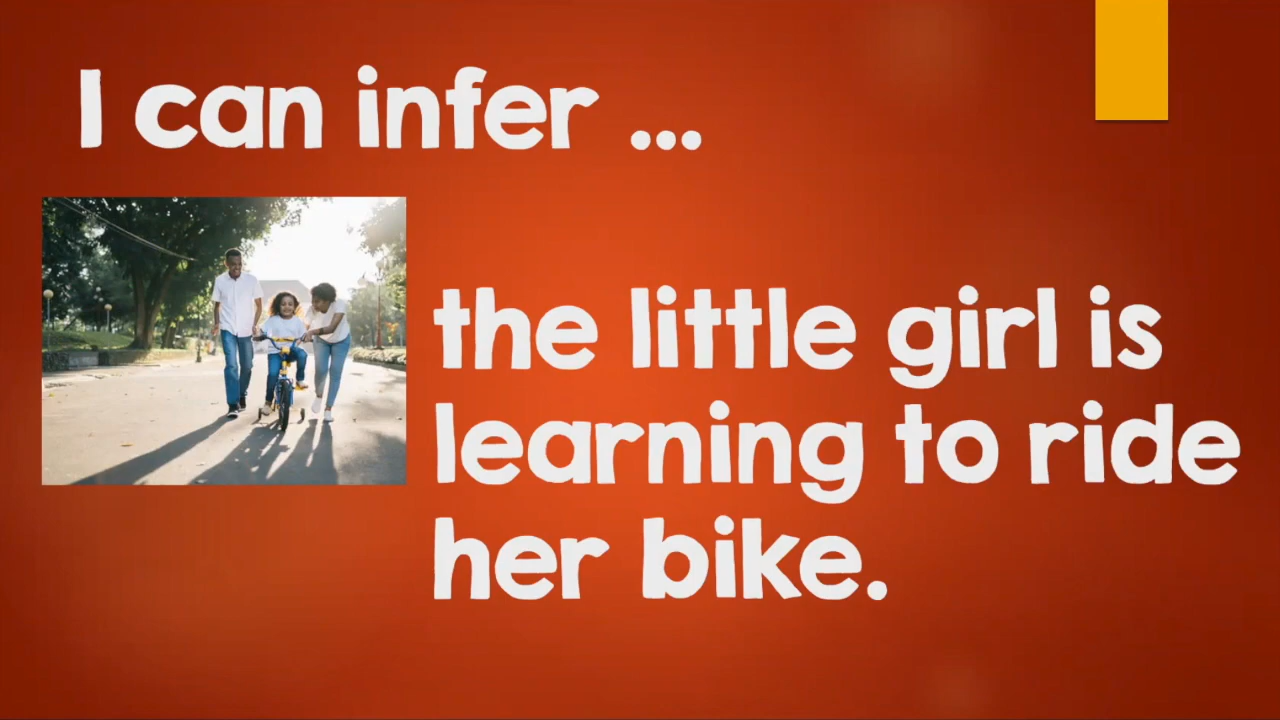 I can infer ...
the little girl is
learning to ride
her bike.